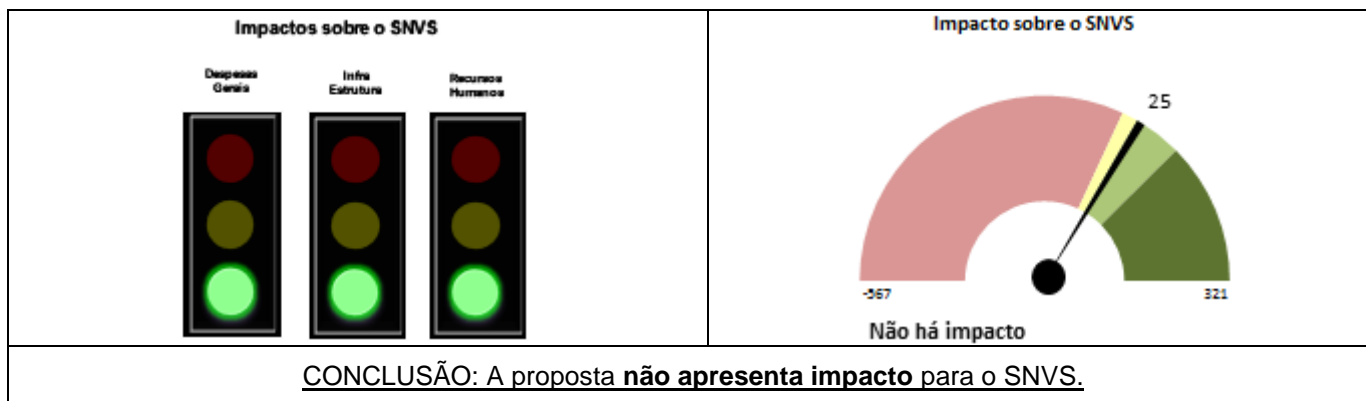 Impactos sobre o SNVS
Despesas
Gerais
Infra
Estrutura
Recursos
Humanos
Impacto sobre o SNVS
25
-567
321
Não há impacto
CONCLUSÃO: A proposta não apresenta impacto para o SNVS.